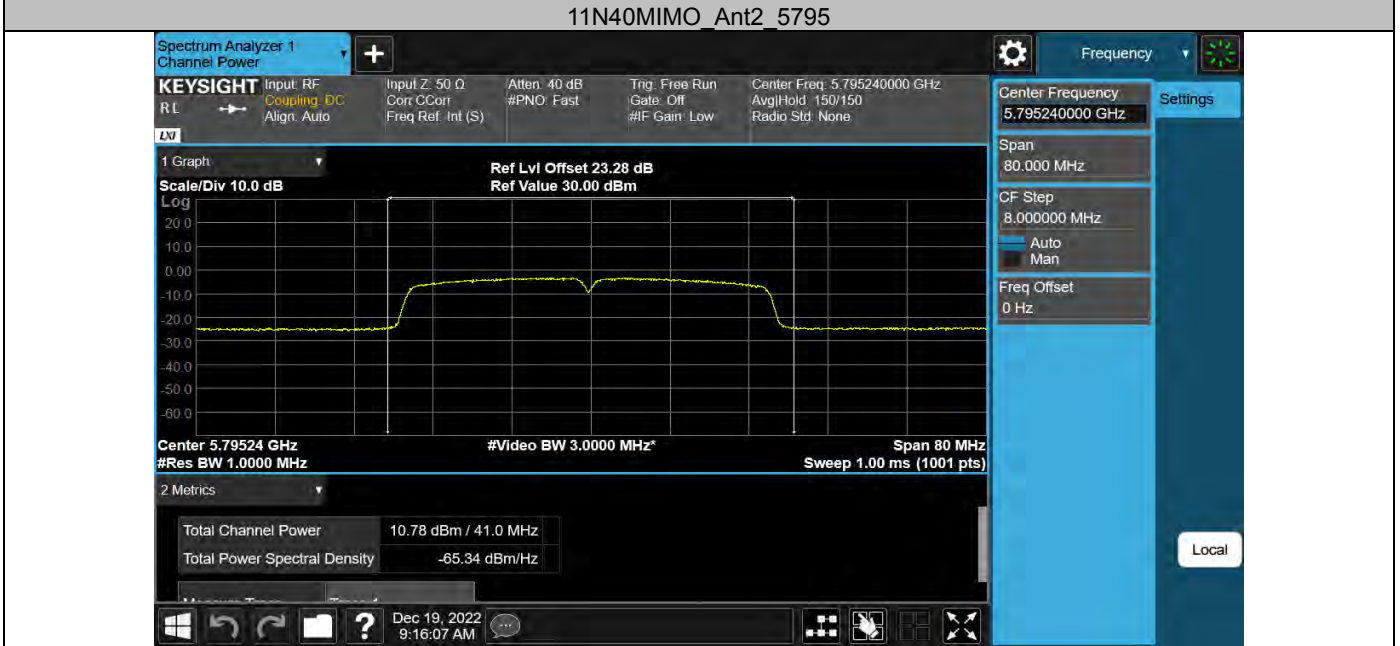 11N40MIMO_Ant2_5795
Spectrum Analyzer 1
Channel Power
Frequency
KEYSIGHT
RL
LXI
Input: RF
Coupling: DC
Align: Auto
Input Z: 50 Ω
Corr CCorr
Freq Ref: Int (S)
Atten: 40 dB
#PNO: Fast
Trig: Free Run
Gate: Off
#IF Gain: Low
Center Freq: 5.795240000 GHz
Avg|Hold: 150/150
Radio Std: None
Center Frequency
5.795240000 GHz
Settings
Span
80.000 MHz
CF Step
8.000000 MHz
Auto
Man
Freq Offset
0 Hz
1 Graph
Scale/Div 10.0 dB
Ref Lvl Offset 23.28 dB
Ref Value 30.00 dBm
Log
20.0
10.0
0.00
-10.0
-20.0
-30.0
-40.0
-50.0
-60.0
Center 5.79524 GHz
#Video BW 3.0000 MHz*
Span 80 MHz
#Res BW 1.0000 MHz
Sweep 1.00 ms (1001 pts)
2 Metrics
Total Channel Power 10.78 dBm / 41.0 MHz
Total Power Spectral Density -65.34 dBm/Hz
Local
?
Dec 19, 2022
9:16:07 AM